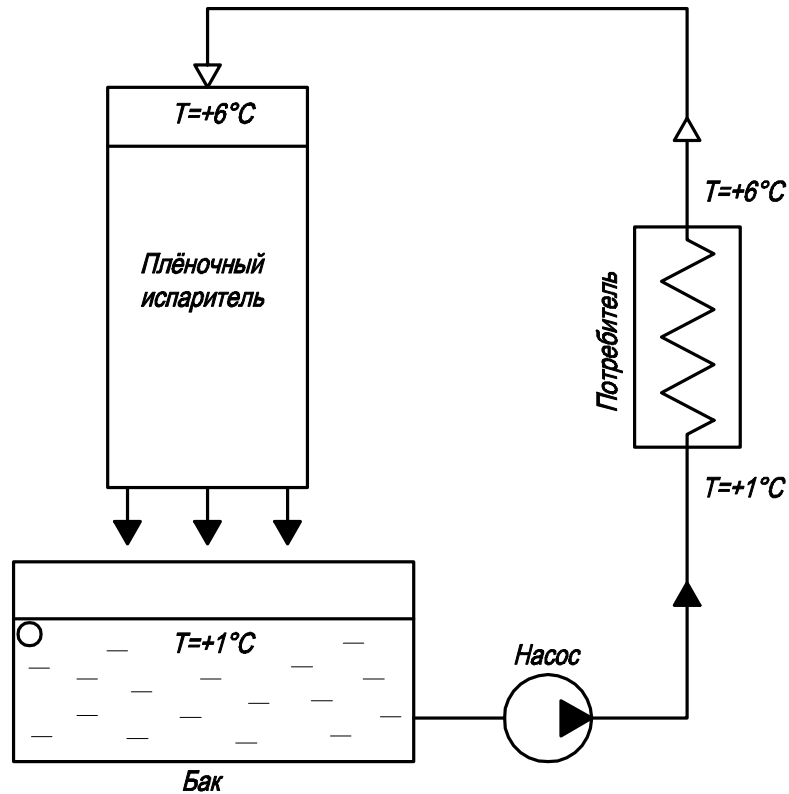 T=+6°C
T=+6°C
Плёночный
испаритель
Потребитель
T=+1°C
T=+1°C
Насос
Бак